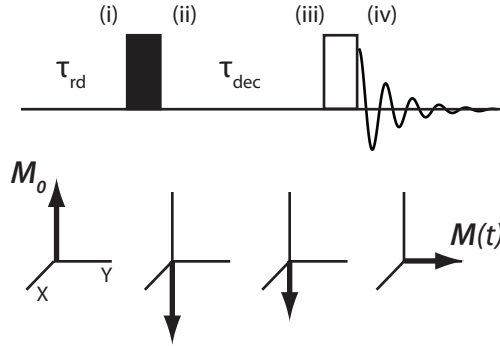 (i) (ii) (iii) (iv)
τrd τdec
M0
M(t)
Y
X